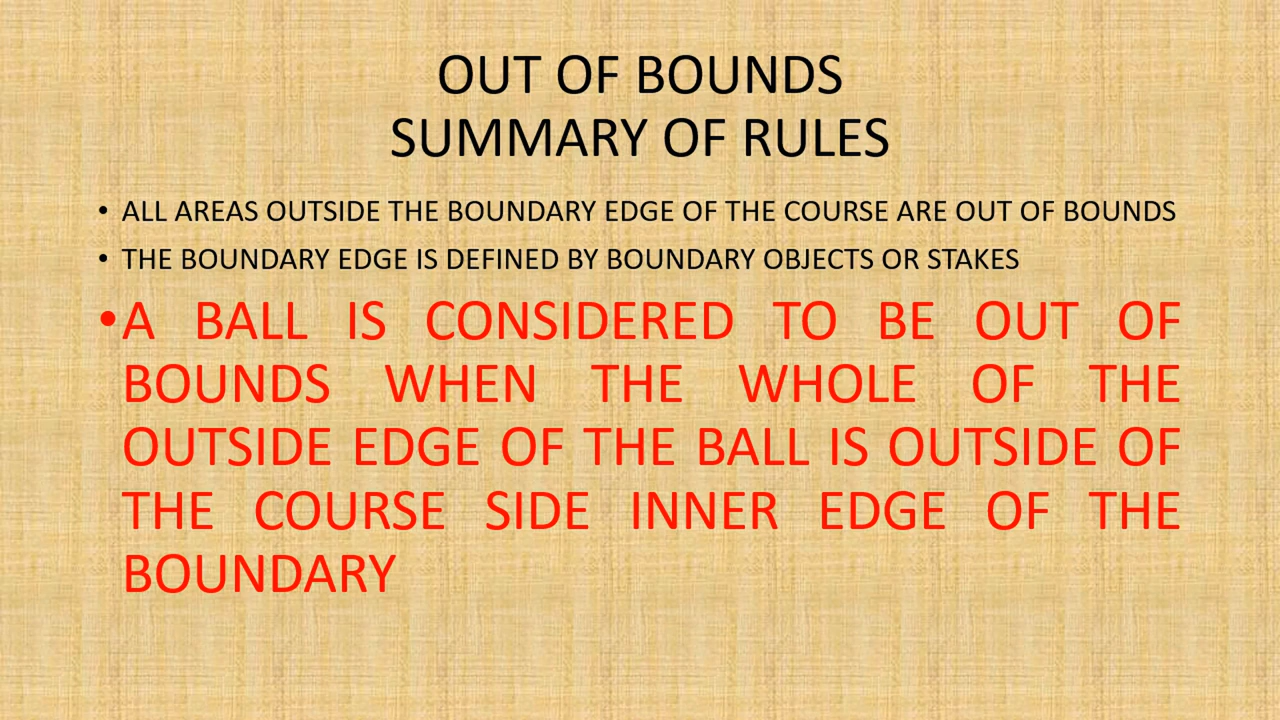 OUT OF BOUNDS
SUMMARY OF RULES
• ALL AREAS OUTSIDE THE BOUNDARY EDGE OF THE COURSE ARE OUT OF BOUNDS
• THE BOUNDARY EDGE IS DEFINED BY BOUNDARY OBJECTS OR STAKES
• A BALL IS CONSIDERED TO BE OUT OF
BOUNDS WHEN THE WHOLE OF THE
OUTSIDE EDGE OF THE BALL IS OUTSIDE OF
THE COURSE SIDE INNER EDGE OF THE
BOUNDARY